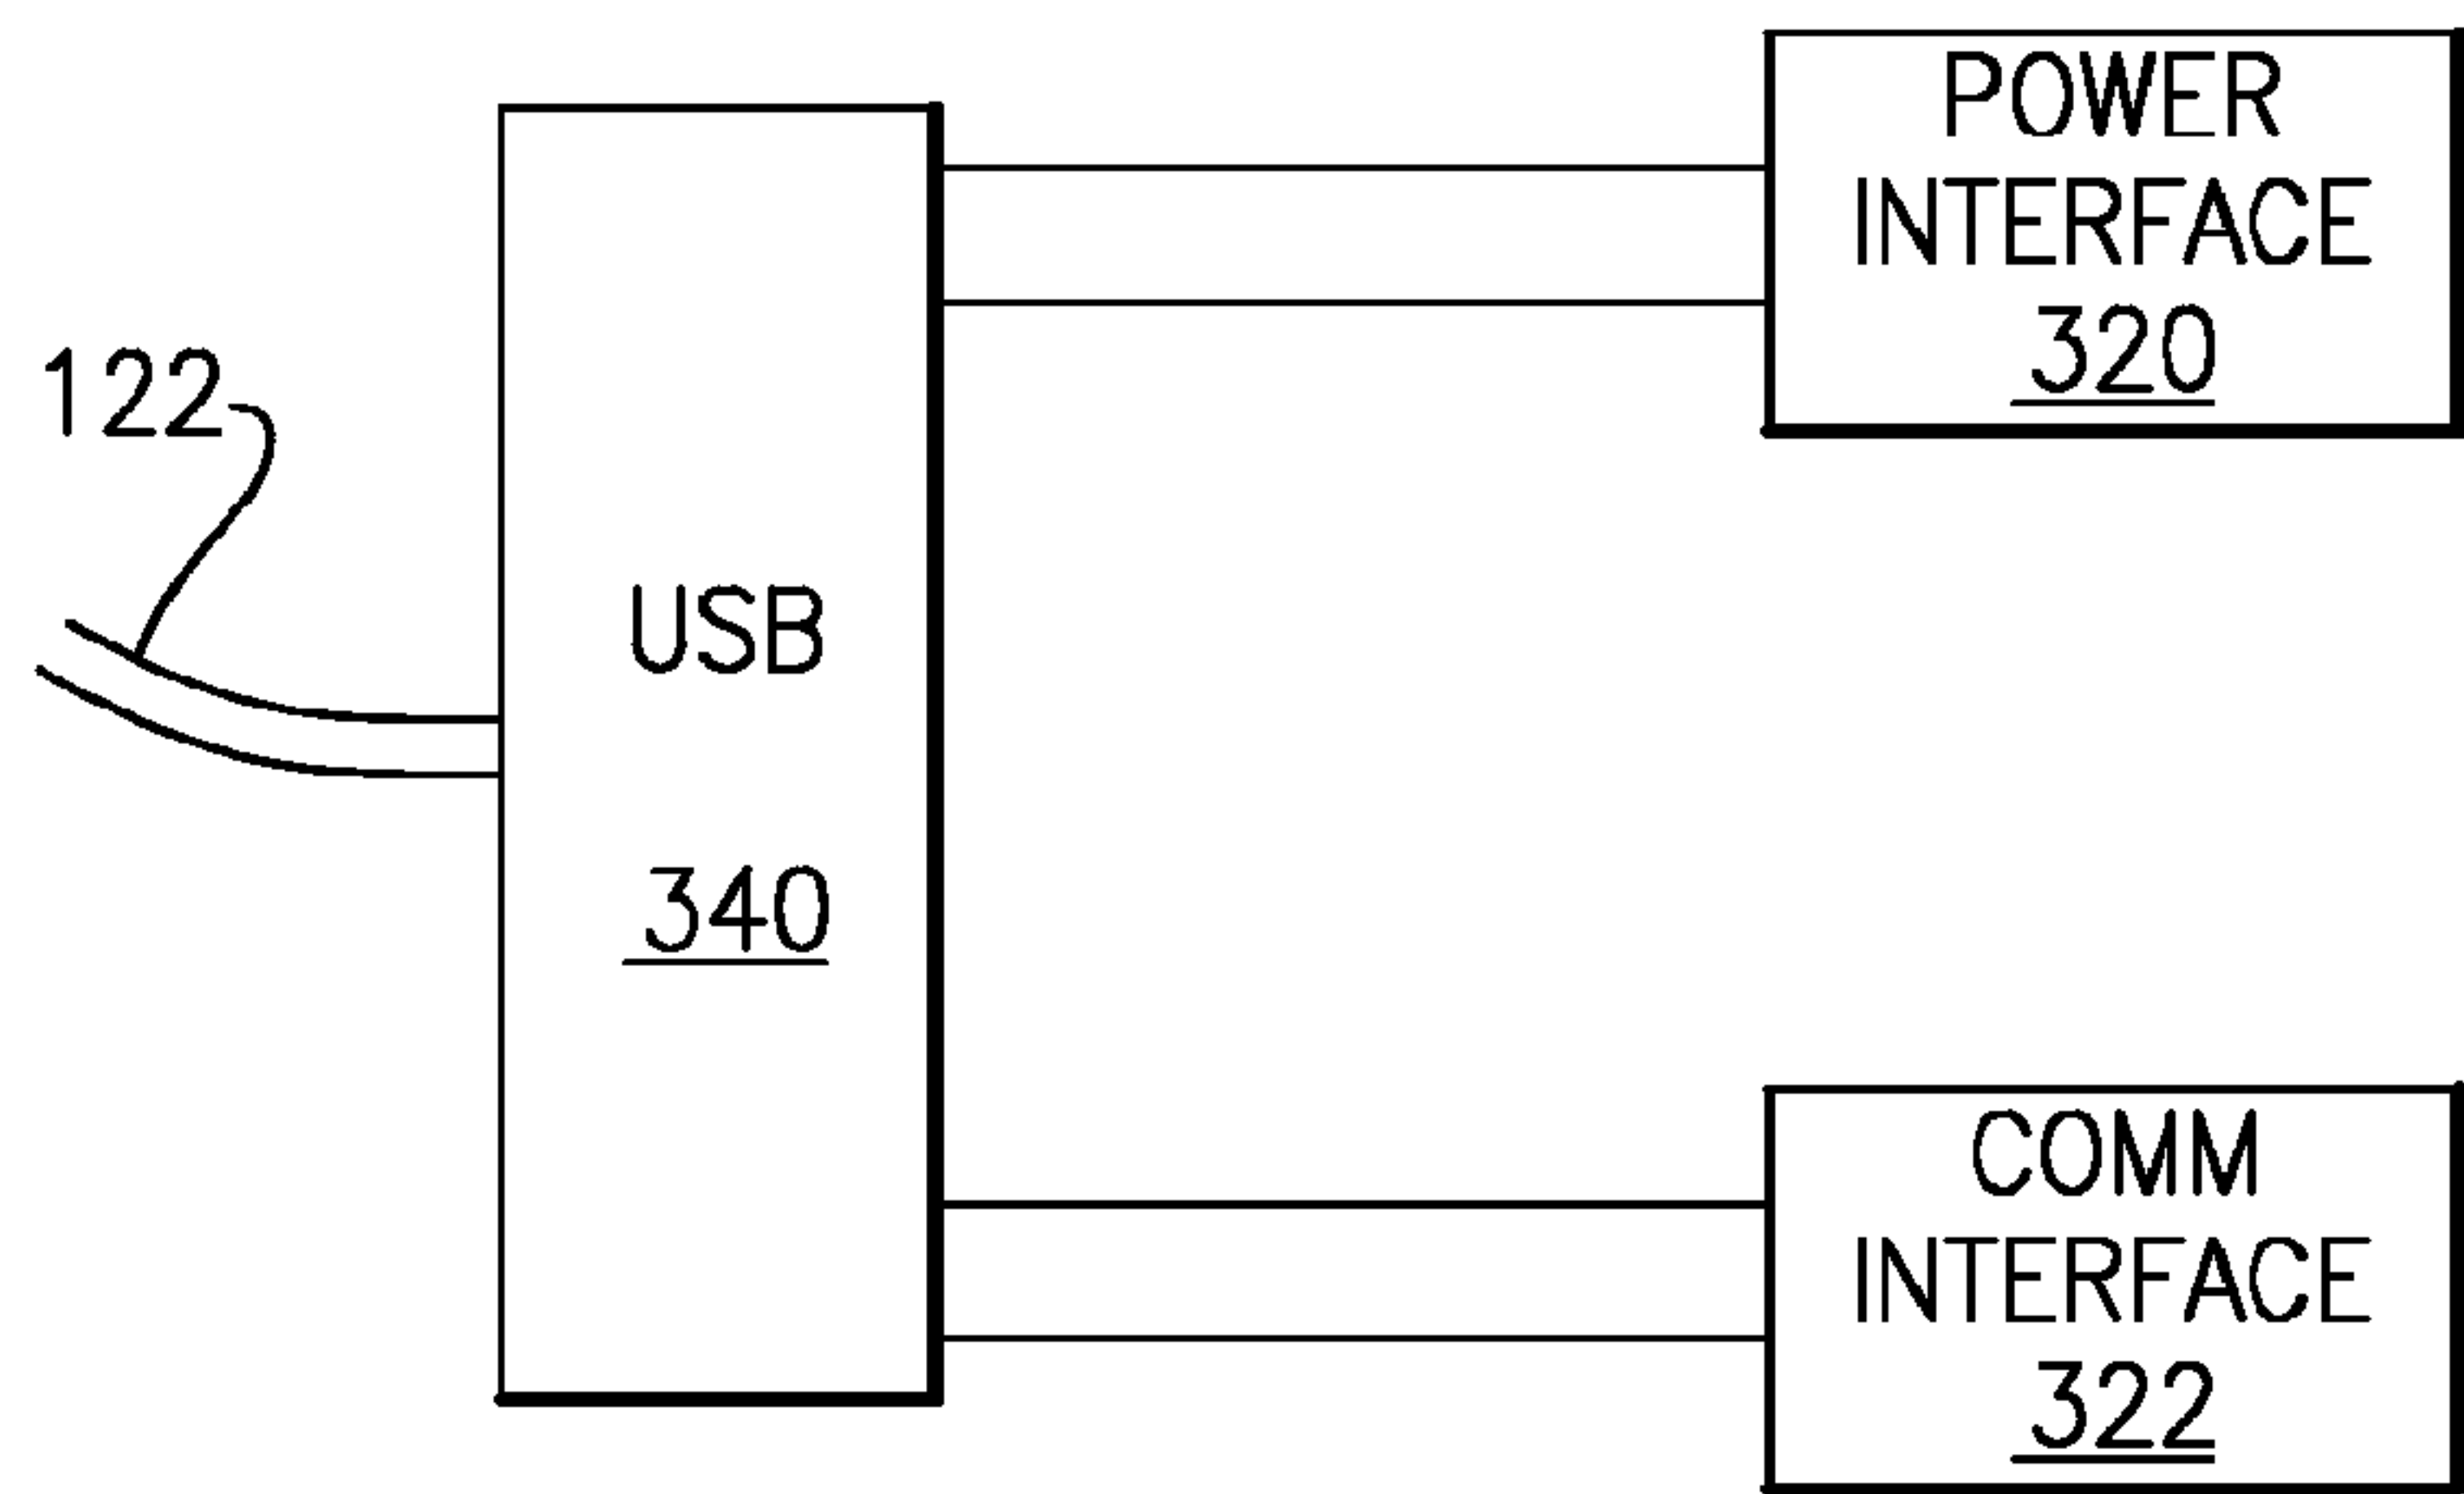 POWER
INTERFACE
320
122
USB
340
COMM
INTERFACE
322